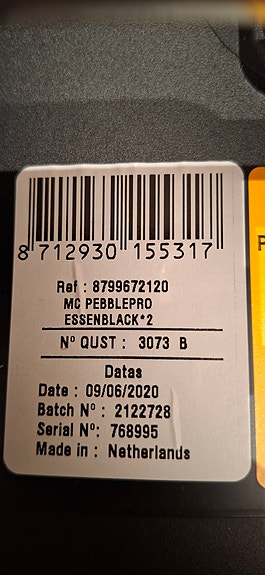 8 712930 155317
Ref : 8799672120
MC PEBBLEPRO
ESSENBLACK*2
Nº QUST : 3073 B
Datas
Date : 09/06/2020
Batch Nº : 2122728
Serial Nº: 768995
Made in : Netherlands
P